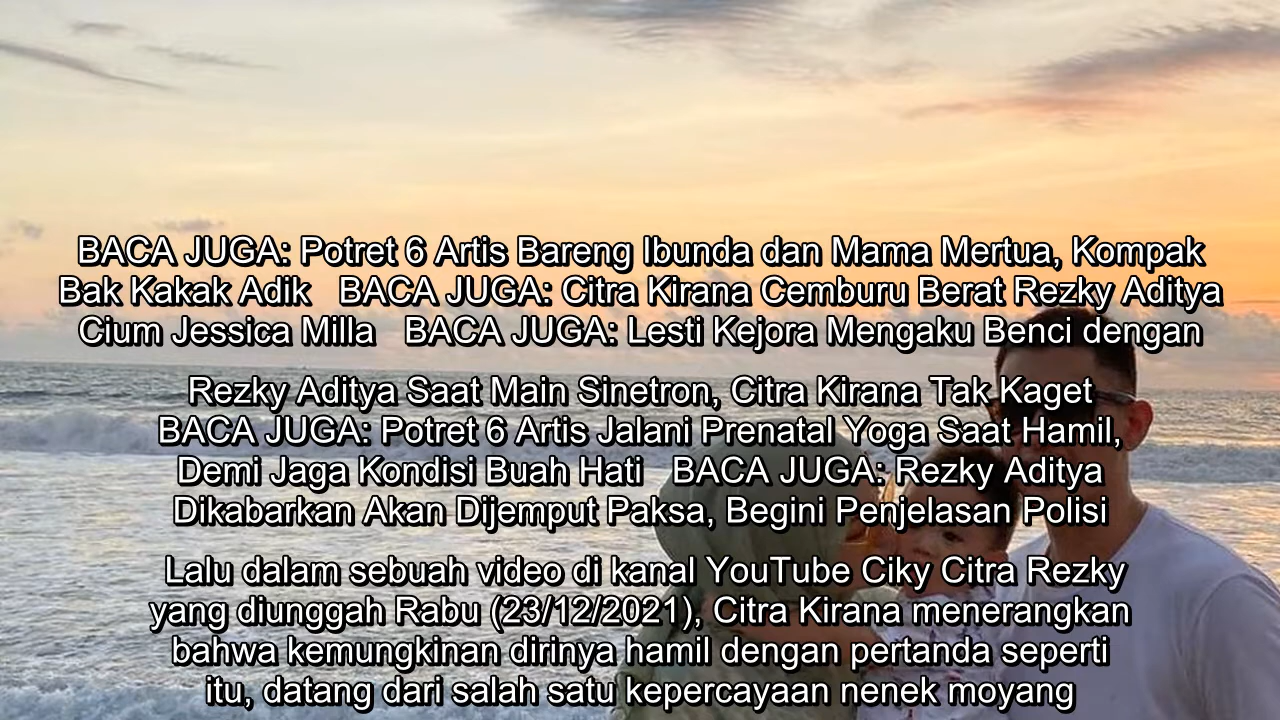 BACA JUGA: Potret 6 Artis Bareng Ibunda dan Mama Mertua, Kompak
Bak Kakak Adik   BACA JUGA: Citra Kirana Cemburu Berat Rezky Aditya
Cium Jessica Milla   BACA JUGA: Lesti Kejora Mengaku Benci dengan
Rezky Aditya Saat Main Sinetron, Citra Kirana Tak Kaget
BACA JUGA: Potret 6 Artis Jalani Prenatal Yoga Saat Hamil,
Demi Jaga Kondisi Buah Hati   BACA JUGA: Rezky Aditya
Dikabarkan Akan Dijemput Paksa, Begini Penjelasan Polisi
Lalu dalam sebuah video di kanal YouTube Ciky Citra Rezky
yang diunggah Rabu (23/12/2021), Citra Kirana menerangkan
bahwa kemungkinan dirinya hamil dengan pertanda seperti
itu, datang dari salah satu kepercayaan nenek moyang